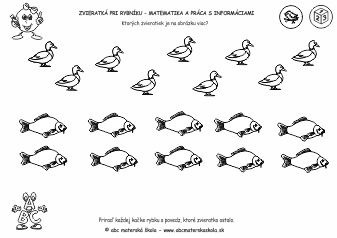 ZVIERATKÁ PRI RYBNÍKU - MATEMATIKA A PRÁCA S INFORMÁCIAMI
Ktorých zvieratiek je na obrázku viac?
A
B C
Priraď každej kačke rybku a povedz, ktoré zvieratko ostalo.
© abc materská škola - www.abcmaterskaskola.sk